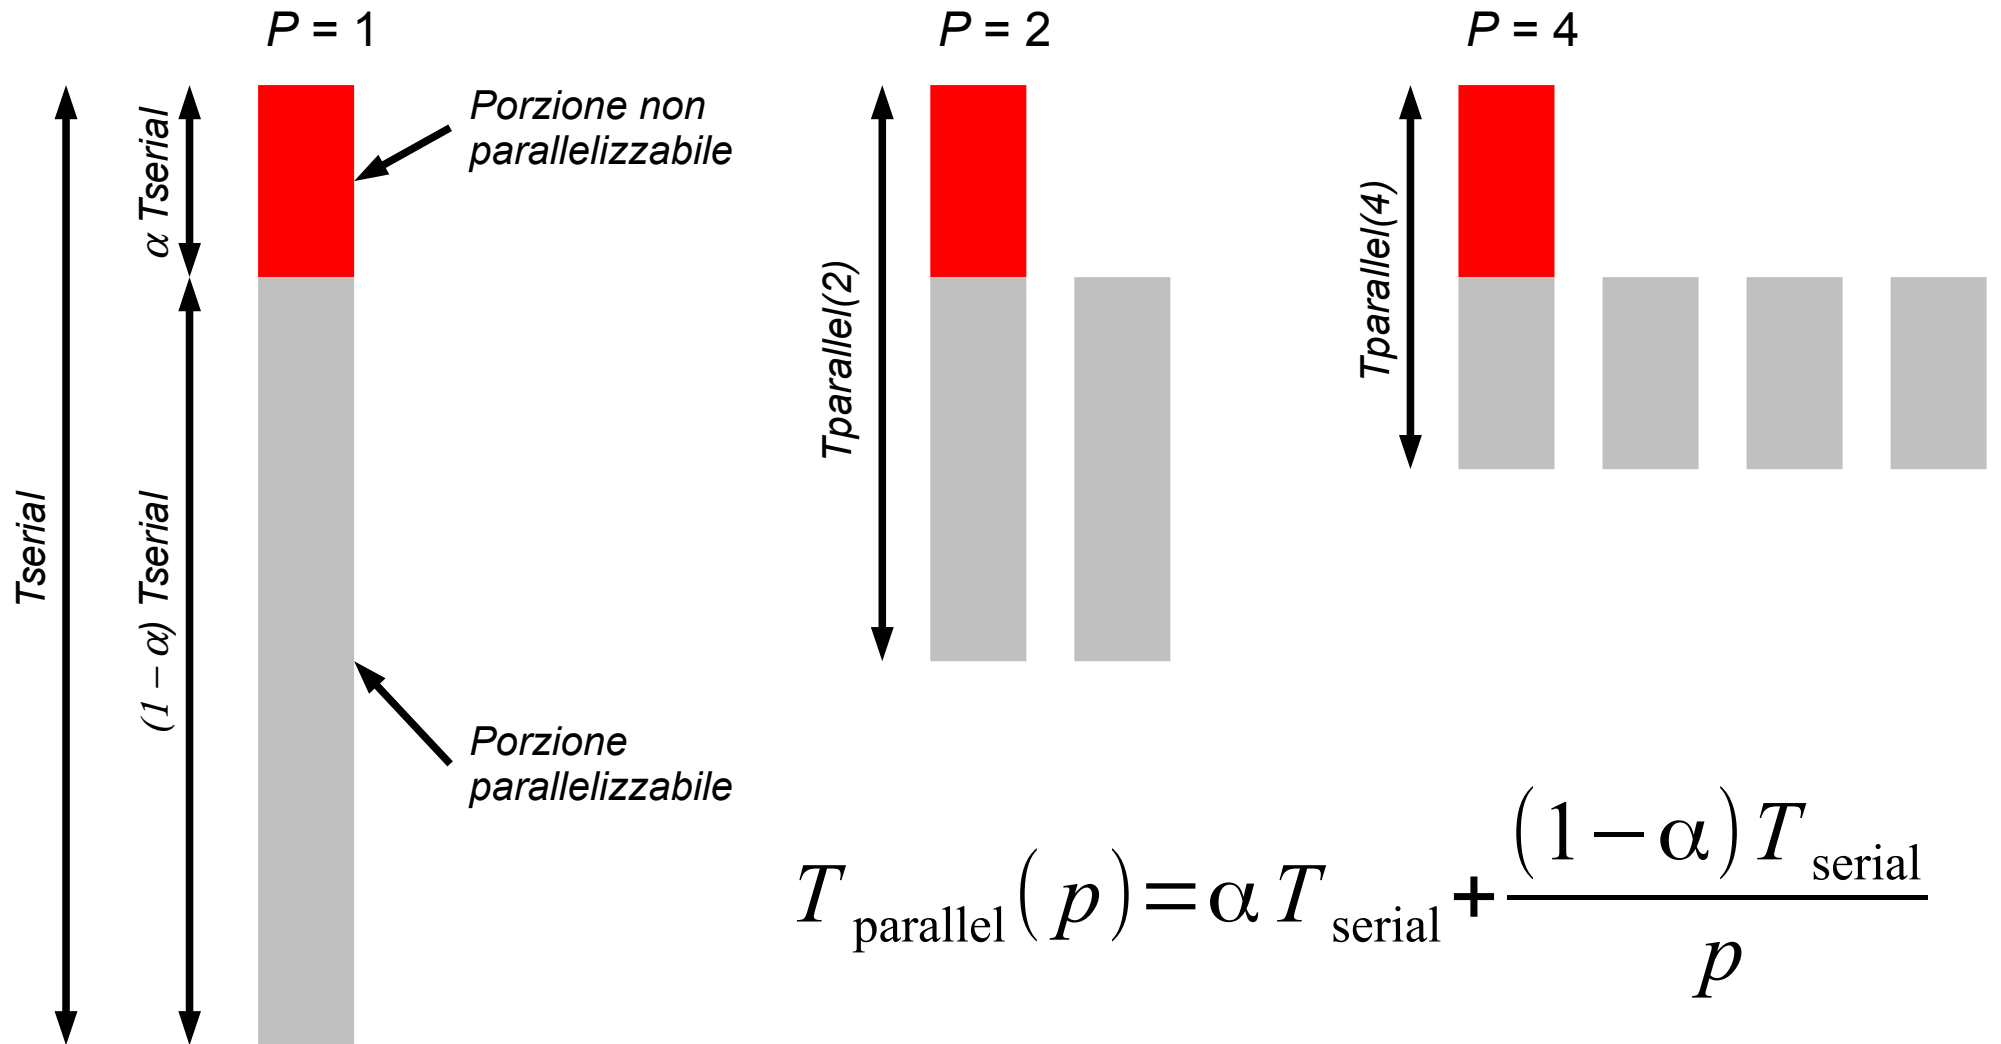 P = 1
P = 2
P = 4
Tserial
α Tserial
(1 – α) Tserial
Porzione non
parallelizzabile
Porzione
parallelizzabile
Tparallel(2)
Tparallel(4)
T parallel ( p ) = α T serial + (1−α) T serial / p